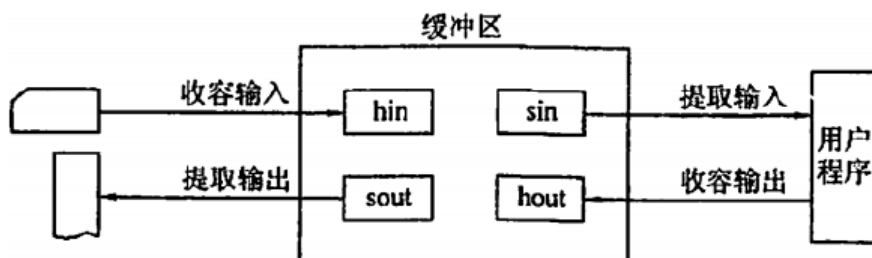 缓冲区
收容输入
hin
sin
提取输入
提取输出
sout
hout
收容输出
用户
程序